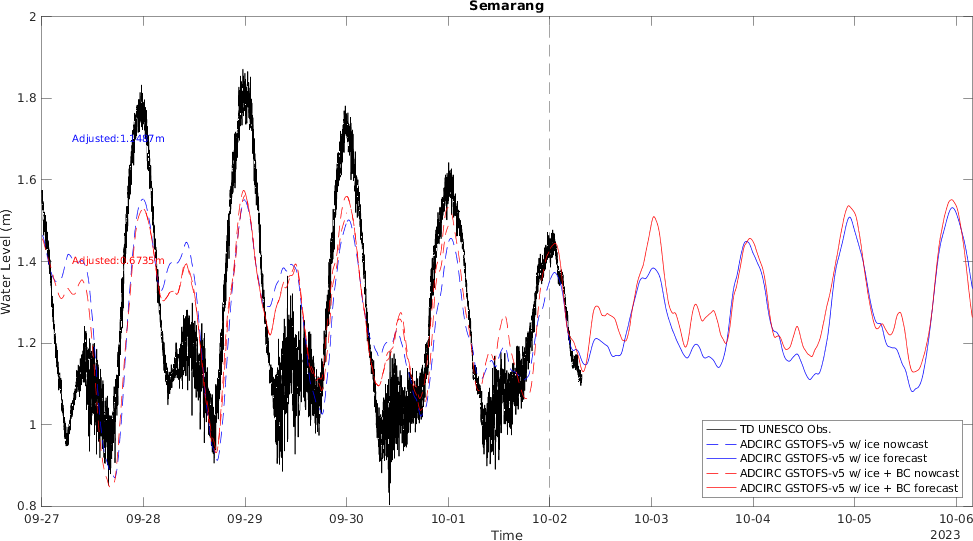 Semarang
2
1.8
1.6
1.4
1.2
1
0.8
Water Level (m)
Adjusted:1.2487m
Adjusted:0.6735m
TD UNESCO Obs.
ADCIRC GSTOFS-v5 w/ ice nowcast
ADCIRC GSTOFS-v5 w/ ice forecast
ADCIRC GSTOFS-v5 w/ ice + BC nowcast
ADCIRC GSTOFS-v5 w/ ice + BC forecast
09-27 09-28 09-29 09-30 10-01 10-02 10-03 10-04 10-05 10-06
2023
Time